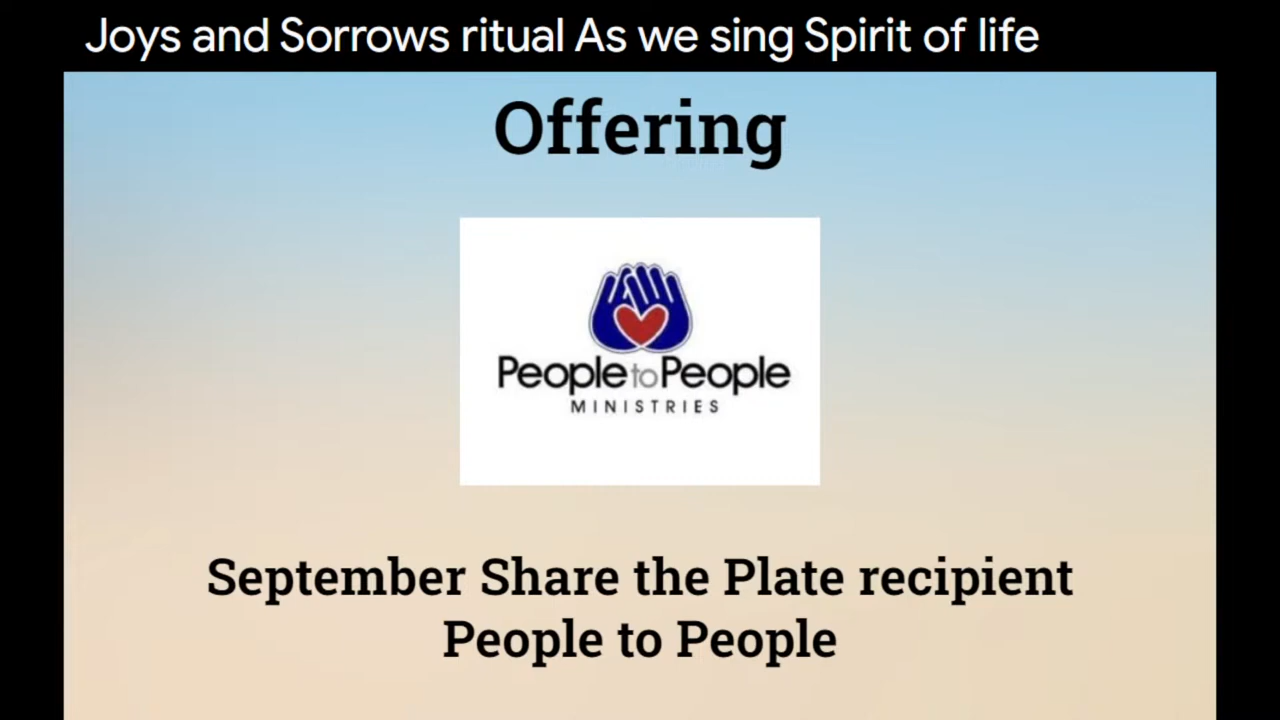 Joys and Sorrows ritual As we sing Spirit of life
Offering
People to People
MINISTRIES
September Share the Plate recipient
People to People